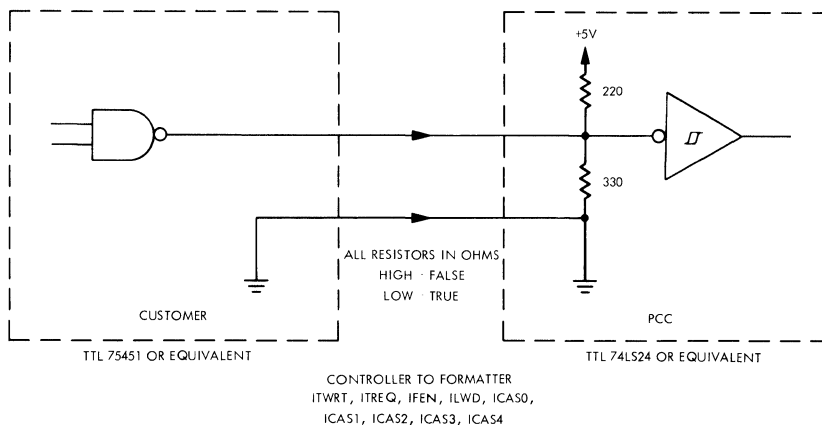 +5V
220
330
ALL RESISTORS IN OHMS
HIGH · FALSE
LOW · TRUE
CUSTOMER
PCC
TTL 75451 OR EQUIVALENT
TTL 74LS24 OR EQUIVALENT
CONTROLLER TO FORMATTER
ITWRT, ITREQ, IFEN, ILWD, ICAS0,
ICAS1, ICAS2, ICAS3, ICAS4